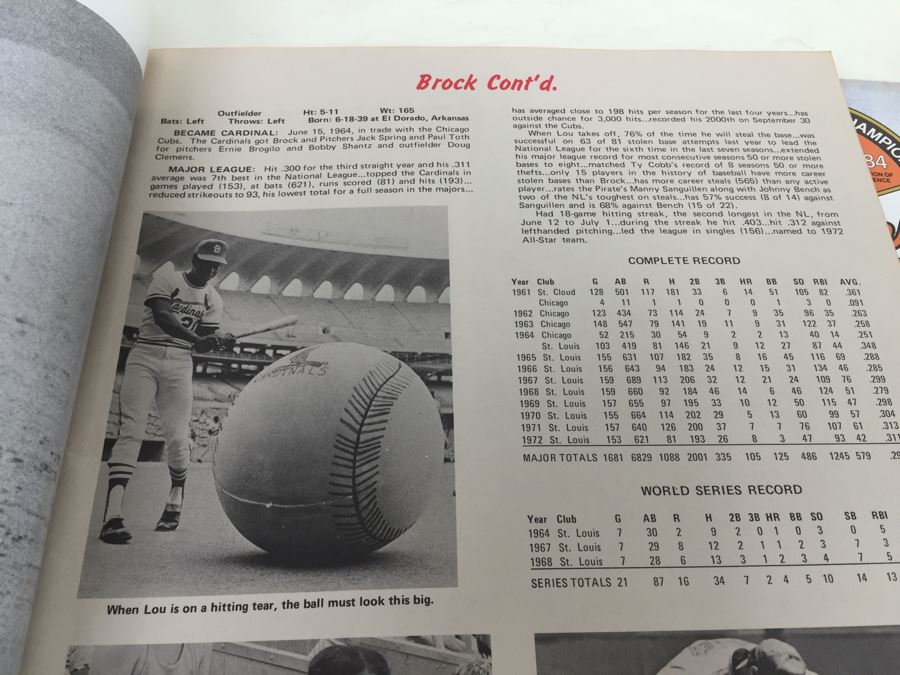 Brock Cont'd.
Outfielder Ht: 5-11 Wt: 165
Bats: Left Throws: Left Born: 6-18-39 at El Dorado, Arkansas
BECAME CARDINAL: June 15, 1964, in trade with the Chicago
Cubs. The Cardinals got Brock and Pitchers Jack Spring and Paul Toth
for pitchers Ernie Brogilo and Bobby Shantz and outfielder Doug
Clemens.
MAJOR LEAGUE: Hit .300 for the third straight year and his .311
average was 7th best in the National League...topped the Cardinals in
games played (153), at bats (621), runs scored (81) and hits (193)...
reduced strikeouts to 93, his lowest total for a full season in the majors...
Cardinals
CARDINALS
When Lou is on a hitting tear, the ball must look this big.
has averaged close to 198 hits per season for the last four years...has
outside chance for 3,000 hits...recorded his 2000th on September 30
against the Cubs.
When Lou takes off, 76% of the time he will steal the base...was
successful on 63 of 81 stolen base attempts last year to lead the
National League for the sixth time in the last seven seasons...extended
his major league record for most consecutive seasons 50 or more stolen
bases to eight...matched Ty Cobb's record of 8 seasons 50 or more
thefts...only 15 players in the history of baseball have more career
stolen bases than Brock...has more career steals (565) than any active
player...rates the Pirate's Manny Sanguillen along with Johnny Bench as
two of the NL's toughest on steals...has 57% success (8 of 14) against
Sanguillen and is 68% against Bench (15 of 22).
Had 18-game hitting streak, the second longest in the NL, from
June 12 to July 1...during the streak he hit .403...hit .312 against
lefthanded pitching...led the league in singles (156)...named to 1972
All-Star team.
COMPLETE RECORD
Year Club G AB R H 2B 3B HR BB SO RBI AVG.
1961 St. Cloud 128 501 117 181 33 6 14 51 105 82 .361
Chicago 4 11 1 1 0 0 0 1 3 0 .091
1962 Chicago 123 434 73 114 24 7 9 35 96 35 .263
1963 Chicago 148 547 79 141 19 11 9 31 122 37 .258
1964 Chicago 52 215 30 54 9 2 2 13 40 14 .251
St. Louis 103 419 81 146 21 9 12 27 87 44 .348
1965 St. Louis 155 631 107 182 35 8 16 45 116 69 .288
1966 St. Louis 156 643 94 183 24 12 15 31 134 46 .285
1967 St. Louis 159 689 113 206 32 12 21 24 109 76 .299
1968 St. Louis 159 660 92 184 46 14 6 46 124 51 .279
1969 St. Louis 157 655 97 195 33 10 12 50 115 47 .298
1970 St. Louis 155 664 114 202 29 5 13 60 99 57 .304
1971 St. Louis 157 640 126 200 37 7 7 76 107 61 .313
1972 St. Louis 153 621 81 193 26 8 3 47 93 42 .311
MAJOR TOTALS 1681 6829 1088 2001 335 105 125 486 1245 579 .29
WORLD SERIES RECORD
Year Club G AB R H 2B 3B HR BB SO SB RBI
1964 St. Louis 7 30 2 9 2 0 1 0 3 0 5
1967 St. Louis 7 29 8 12 2 1 1 2 3 7 3
1968 St. Louis 7 28 6 13 3 1 2 3 4 7 5
SERIES TOTALS 21 87 16 34 7 2 4 5 10 14 13